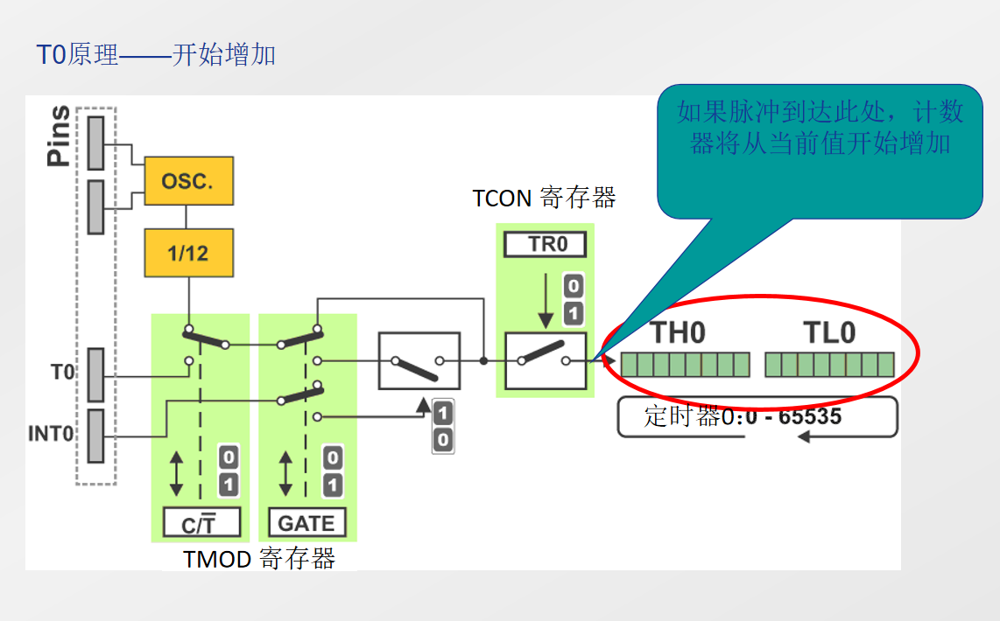 T0原理——开始增加
如果脉冲到达此处，计数
器将从当前值开始增加
Pins
OSC.
1/12
TCON 寄存器
TR0
0
1
TH0
TL0
T0
INT0
定时器0:0 - 65535
1
0
0
1
0
1
C/T̅
GATE
TMOD 寄存器